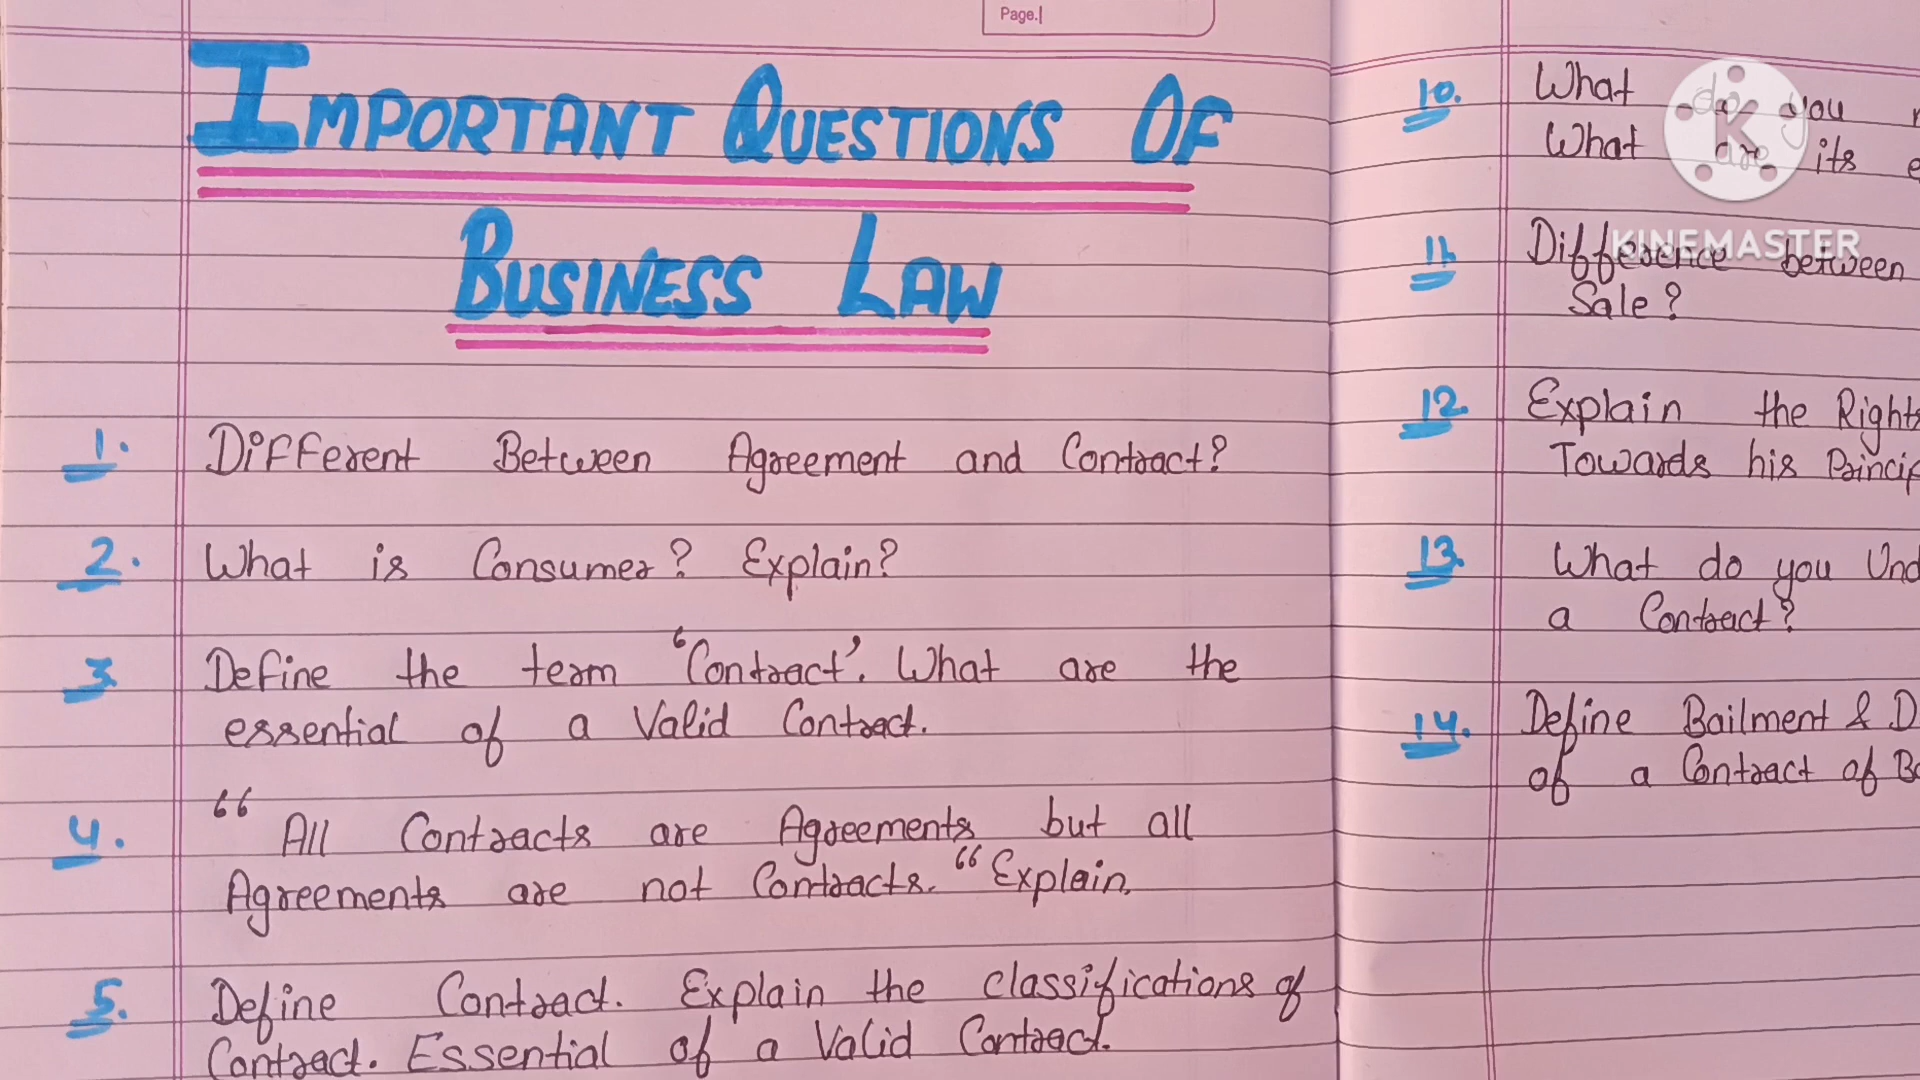 Page.
IMPORTANT QUESTIONS OF
BUSINESS LAW
1. Different Between Agreement and Contract?
2. What is Consumer? Explain?
3. Define the term 'Contract'. What are the
essential of a Valid Contract.
4. “ All Contracts are Agreements but all
Agreements are not Contracts. “ Explain.
5. Define Contract. Explain the classifications of
Contract. Essential of a Valid Contract.
10. What do you
What are its
11. Difference between
Sale?
12. Explain the Rights
Towards his
13. What do you
a Contract?
14. Define Bailment &
of a Contract of
K
KINEMASTER